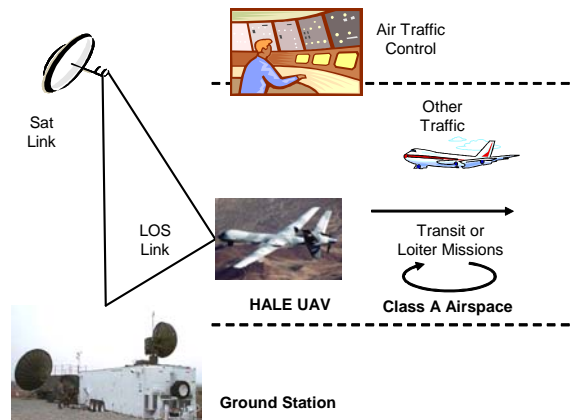 Air Traffic
Control
Other
Traffic
Sat
Link
LOS
Link
Transit or
Loiter Missions
HALE UAV
Class A Airspace
Ground Station